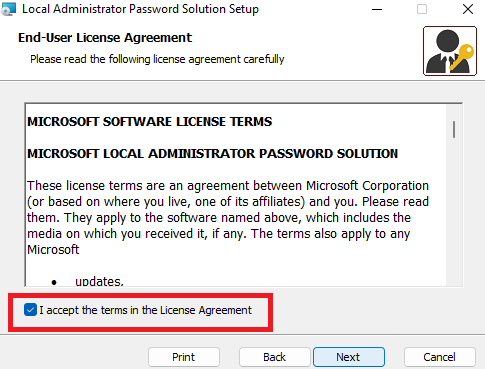 Local Administrator Password Solution Setup
End-User License Agreement
Please read the following license agreement carefully
MICROSOFT SOFTWARE LICENSE TERMS
MICROSOFT LOCAL ADMINISTRATOR PASSWORD SOLUTION
These license terms are an agreement between Microsoft Corporation
(or based on where you live, one of its affiliates) and you. Please read
them. They apply to the software named above, which includes the
media on which you received it, if any. The terms also apply to any
Microsoft
• updates,
I accept the terms in the License Agreement
Print Back Next Cancel